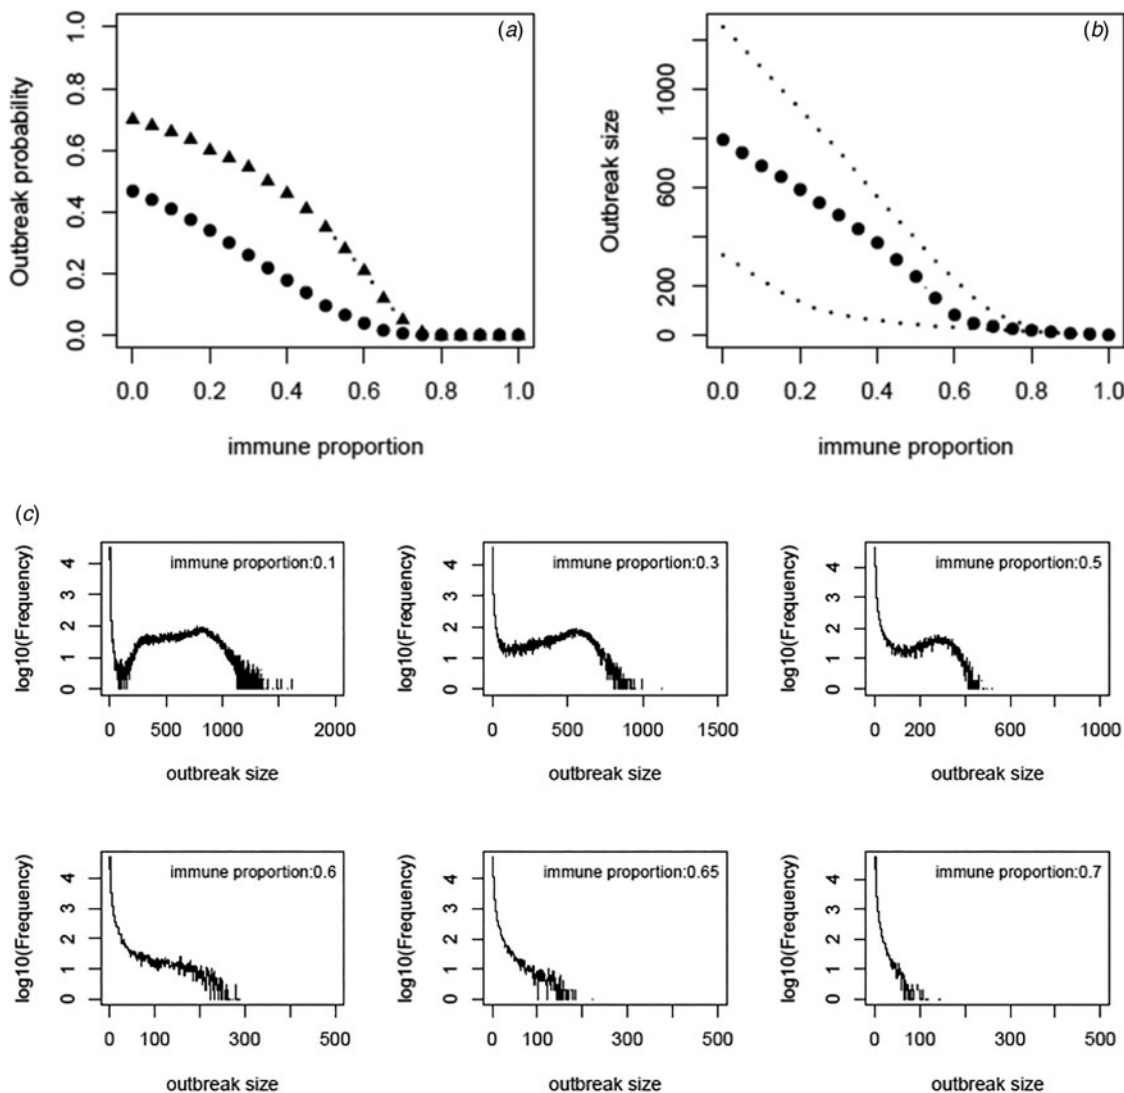 (a)
Outbreak probability
1.0
0.8
0.6
0.4
0.2
0.0
0.0 0.2 0.4 0.6 0.8 1.0
immune proportion
(b)
Outbreak size
1000
600
200
0
0.0 0.2 0.4 0.6 0.8 1.0
immune proportion
(c)
immune proportion:0.1
log10(Frequency)
4
3
2
1
0
0 500 1000 2000
outbreak size
immune proportion:0.3
log10(Frequency)
4
3
2
1
0
0 500 1000 1500
outbreak size
immune proportion:0.5
log10(Frequency)
4
3
2
1
0
0 200 600 1000
outbreak size
immune proportion:0.6
log10(Frequency)
4
3
2
1
0
0 100 300 500
outbreak size
immune proportion:0.65
log10(Frequency)
4
3
2
1
0
0 100 300 500
outbreak size
immune proportion:0.7
log10(Frequency)
4
3
2
1
0
0 100 300 500
outbreak size